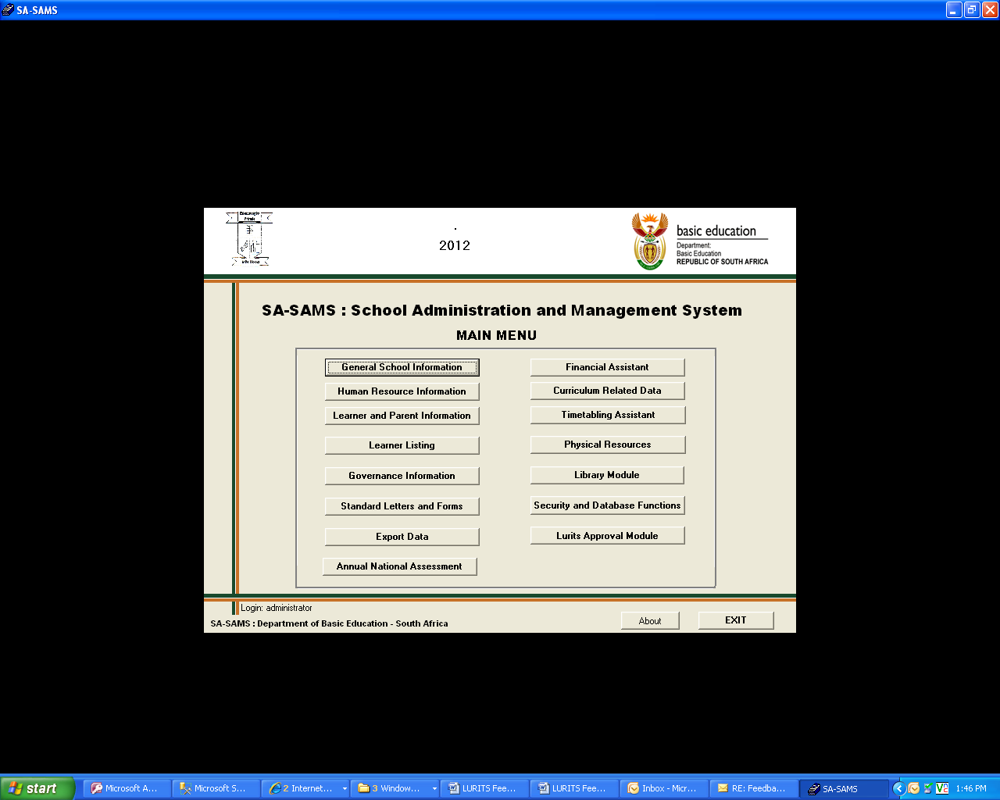 SA-SAMS
.
2012
basic education
Department:
Basic Education
REPUBLIC OF SOUTH AFRICA
SA-SAMS : School Administration and Management System
MAIN MENU
General School Information
Human Resource Information
Learner and Parent Information
Learner Listing
Governance Information
Standard Letters and Forms
Export Data
Annual National Assessment
Financial Assistant
Curriculum Related Data
Timetabling Assistant
Physical Resources
Library Module
Security and Database Functions
Lurits Approval Module
Login: administrator
SA-SAMS : Department of Basic Education - South Africa
About
EXIT
start
Microsoft A...
Microsoft S...
2 Internet...
3 Window...
LURITS Fee...
LURITS Fee...
Inbox - Micr...
RE: Feedba...
SA-SAMS
1:46 PM